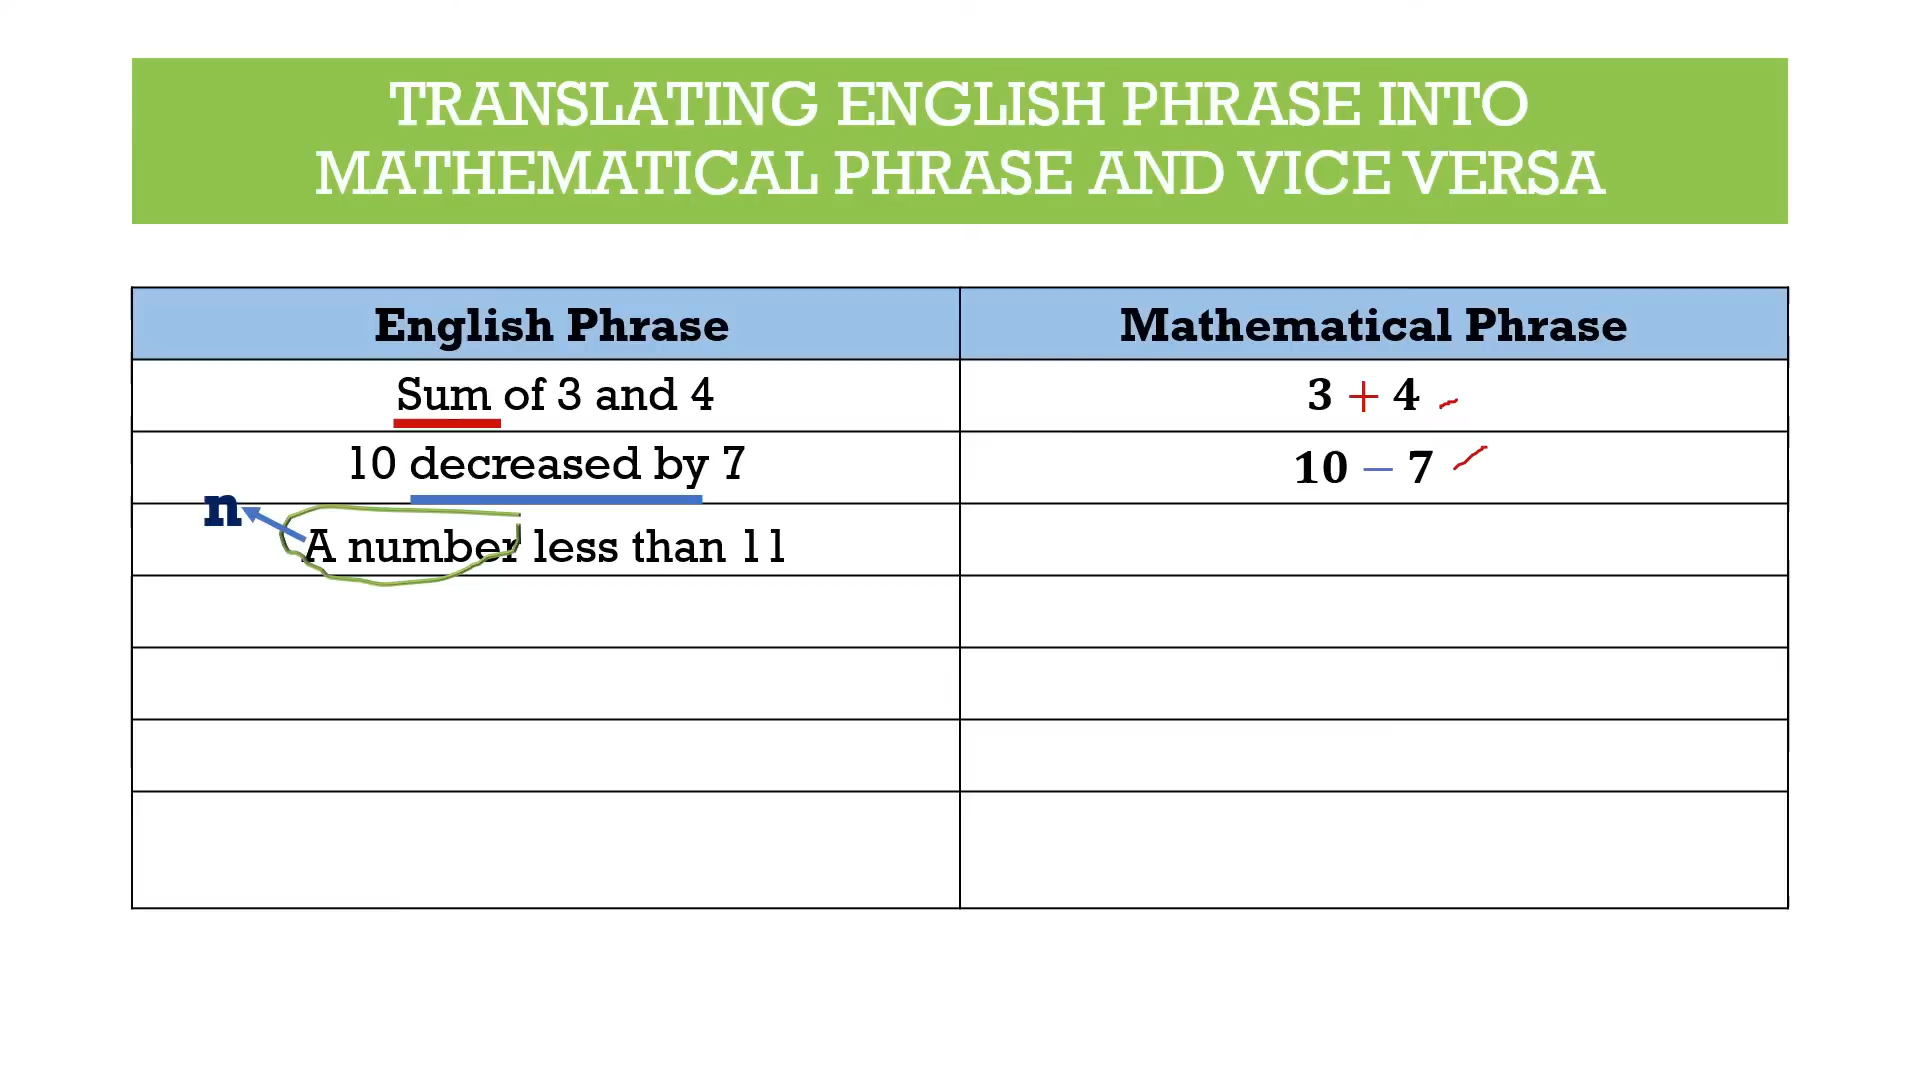 TRANSLATING ENGLISH PHRASE INTO
MATHEMATICAL PHRASE AND VICE VERSA
English Phrase
Mathematical Phrase
Sum of 3 and 4
3 + 4
10 decreased by 7
10 − 7
n
A number less than 11